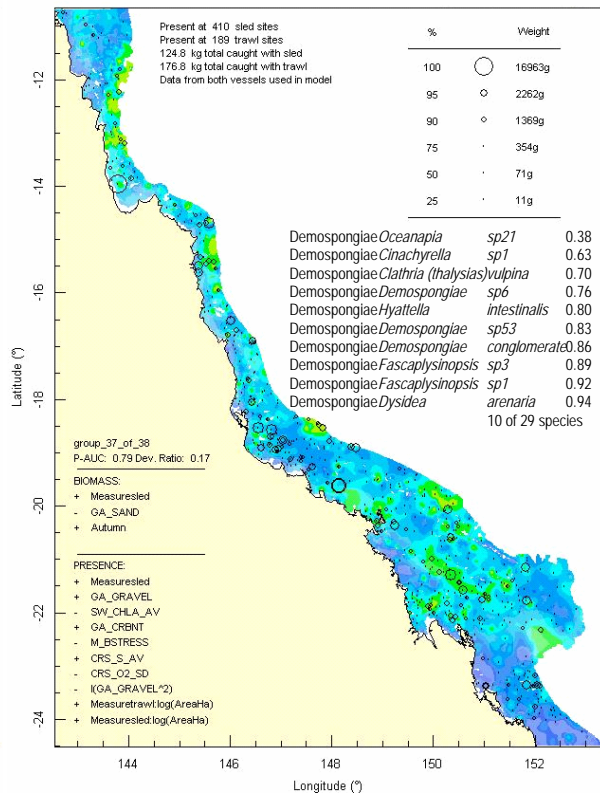 Present at 410 sled sites
Present at 189 trawl sites
124.8 kg total caught with sled
176.8 kg total caught with trawl
Data from both vessels used in model
% Weight
100 16963g
95 2262g
90 1369g
75 354g
50 71g
25 11g
Demospongiae Oceanapia sp21 0.38
Demospongiae Cinachyrella sp1 0.63
Demospongiae Clathria (thalysias) vulpina 0.70
Demospongiae Demospongiae sp6 0.76
Demospongiae Hyattella intestinalis 0.80
Demospongiae Demospongiae sp53 0.83
Demospongiae Demospongiae conglomerate 0.86
Demospongiae Fascaplysinopsis sp3 0.89
Demospongiae Fascaplysinopsis sp1 0.92
Demospongiae Dysidea arenaria 0.94
10 of 29 species
group_37_of_38
P-AUC: 0.79 Dev. Ratio: 0.17
BIOMASS:
+ Measuresled
- GA_SAND
+ Autumn
PRESENCE:
+ Measuresled
+ GA_GRAVEL
- SW_CHLA_AV
+ GA_CRBNT
- M_BSTRESS
+ CRS_S_AV
- CRS_O2_SD
- I(GA_GRAVEL^2)
+ Measuretrawl:log(AreaHa)
+ Measuresled:log(AreaHa)
Latitude (°)
-12
-14
-16
-18
-20
-22
-24
144 146 148 150 152
Longitude (°)